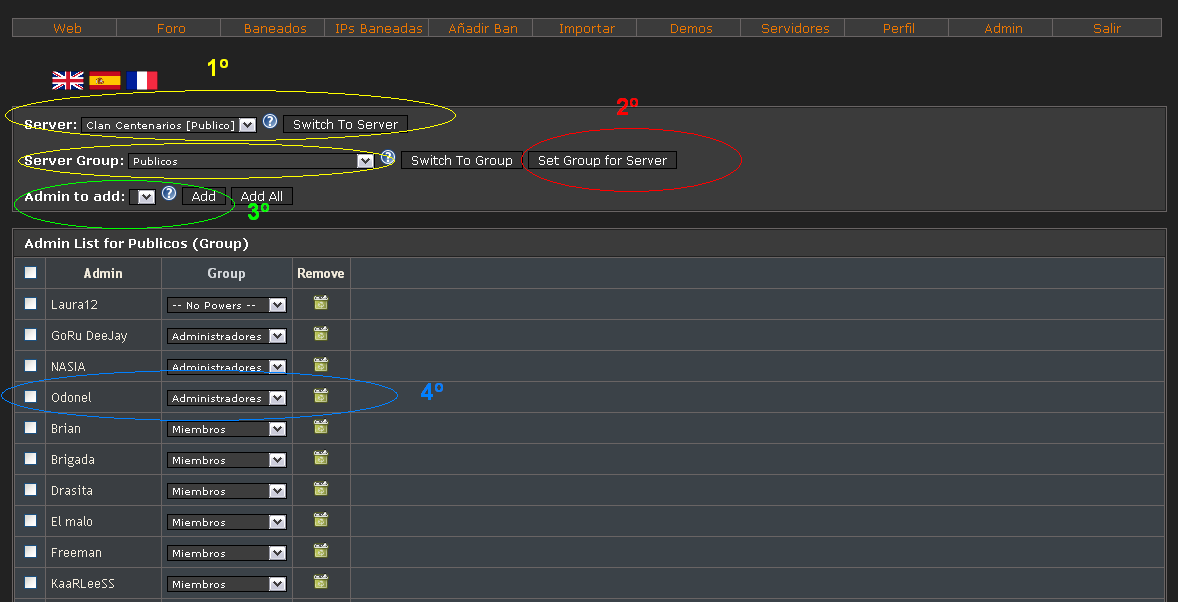 Web Foro Baneados IPs Baneadas Añadir Ban Importar Demos Servidores Perfil Admin Salir
1º
2º
Server: Clan Centenarios [Publico] ? Switch To Server
Server Group: Publicos ? Switch To Group Set Group for Server
Admin to add: ? Add Add All
3º
Admin List for Publicos (Group)
Admin Group Remove
Laura12 -- No Powers --
GoRu DeeJay Administradores
NASIA Administradores
Odonel Administradores
4º
Brian Miembros
Brigada Miembros
Drasita Miembros
El malo Miembros
Freeman Miembros
KaaRLeeSS Miembros